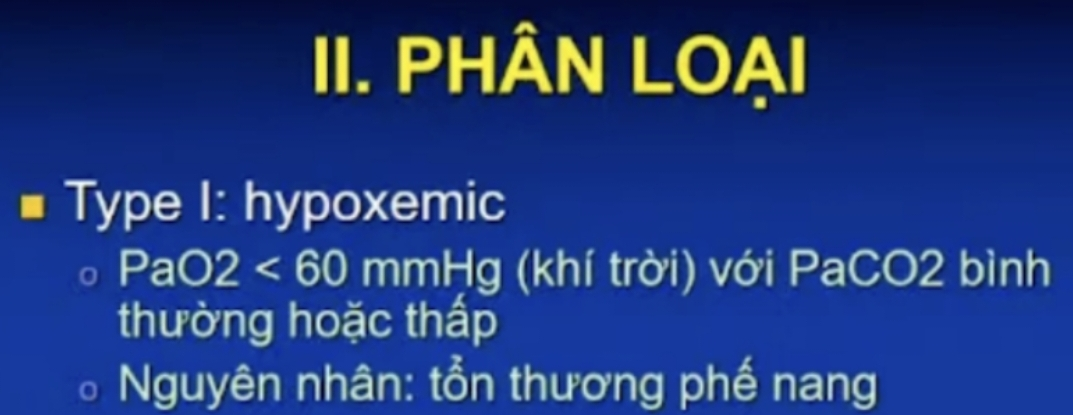 II. PHÂN LOẠI
Type I: hypoxemic
PaO2 < 60 mmHg (khí trời) với PaCO2 bình
thường hoặc thấp
Nguyên nhân: tổn thương phế nang